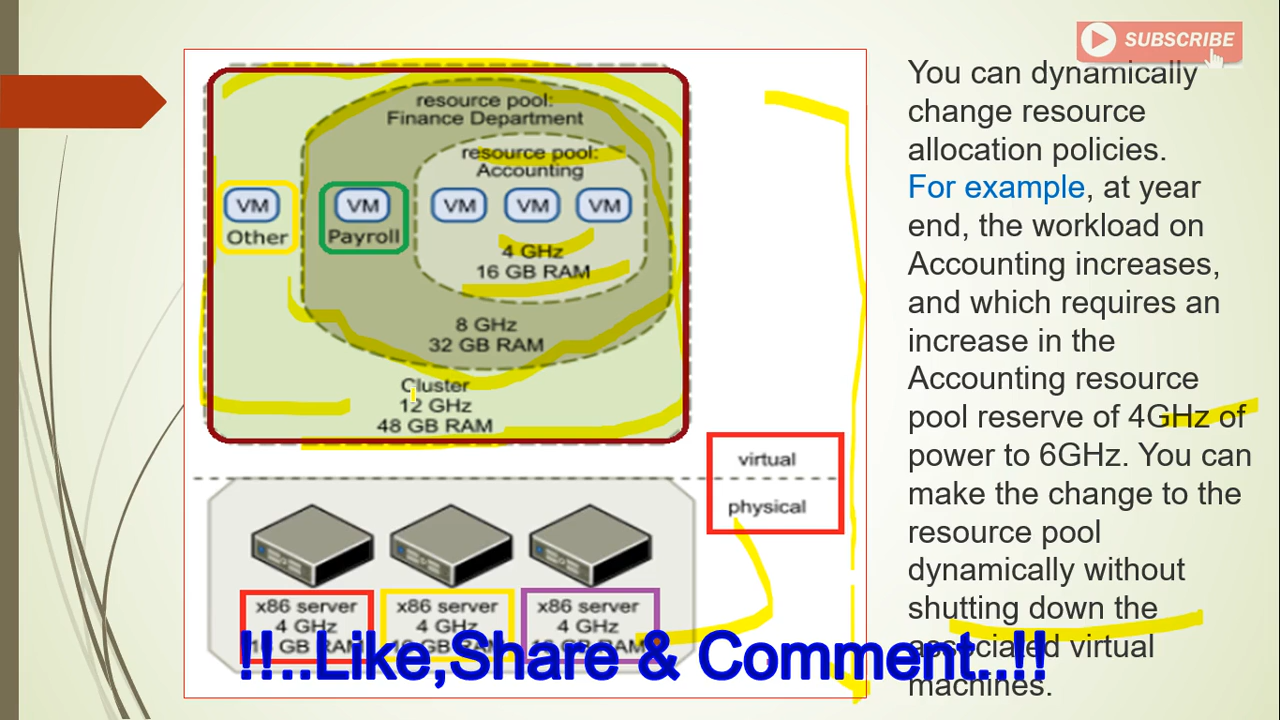 SUBSCRIBE
resource pool:
Finance Department
resource pool:
Accounting
VM
VM
VM
VM
VM
Other
Payroll
4 GHz
16 GB RAM
8 GHz
32 GB RAM
Cluster
12 GHz
48 GB RAM
virtual
physical
x86 server
4 GHz
x86 server
4 GHz
x86 server
4 GHz
!!..Like,Share & Comment..!!
You can dynamically
change resource
allocation policies.
For example, at year
end, the workload on
Accounting increases,
and which requires an
increase in the
Accounting resource
pool reserve of 4GHz of
power to 6GHz. You can
make the change to the
resource pool
dynamically without
shutting down the
associated virtual
machines.